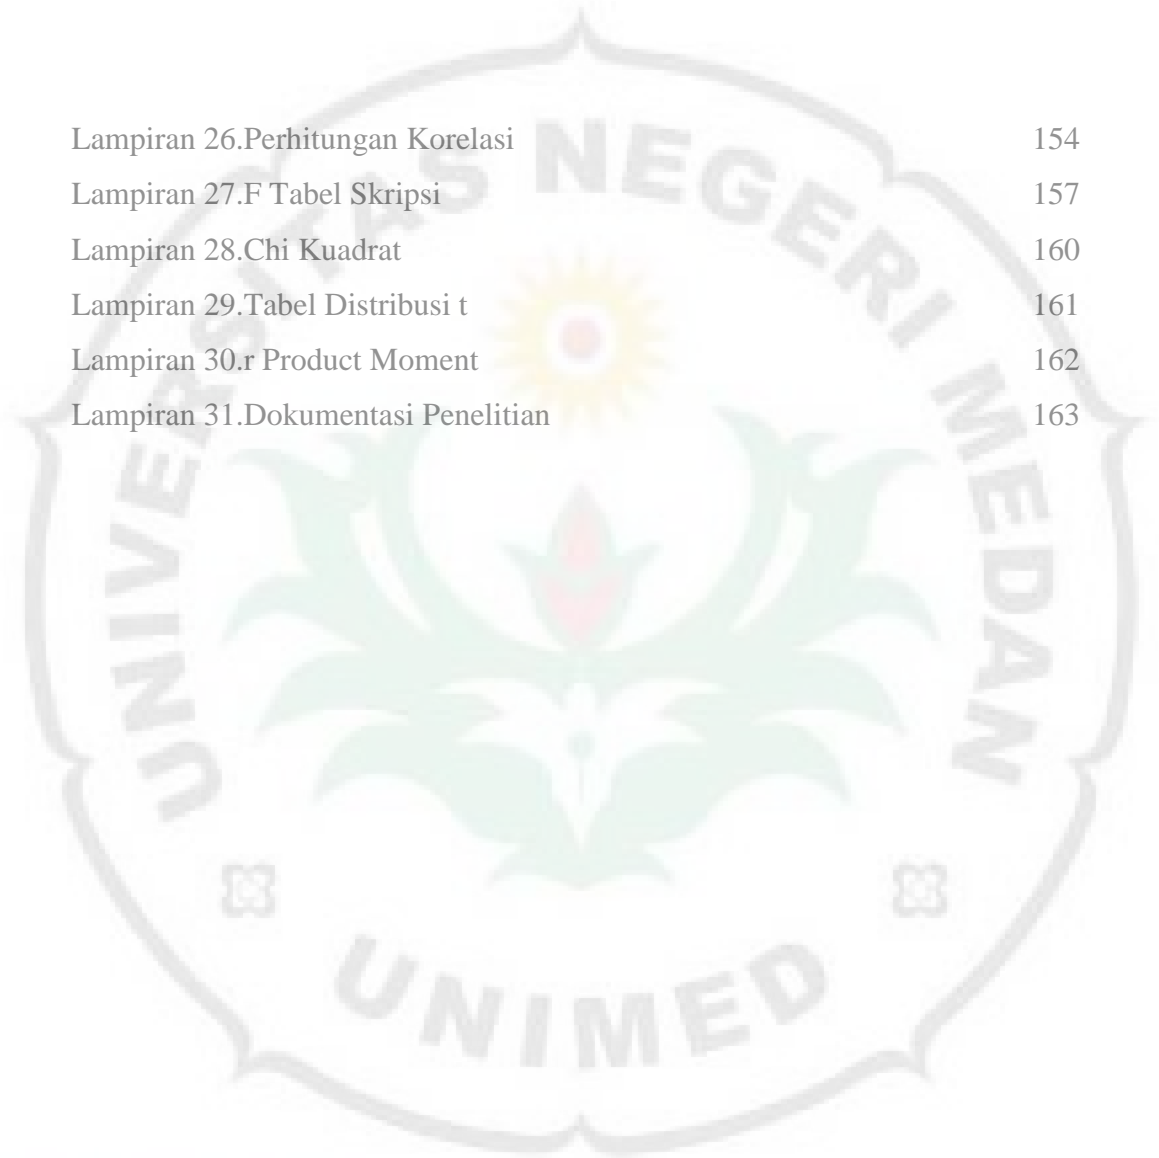 Lampiran 26.Perhitungan Korelasi 154
Lampiran 27.F Tabel Skripsi 157
Lampiran 28.Chi Kuadrat 160
Lampiran 29.Tabel Distribusi t 161
Lampiran 30.r Product Moment 162
Lampiran 31.Dokumentasi Penelitian 163
UNIVERSITAS NEGERI MEDAN
UNIMED